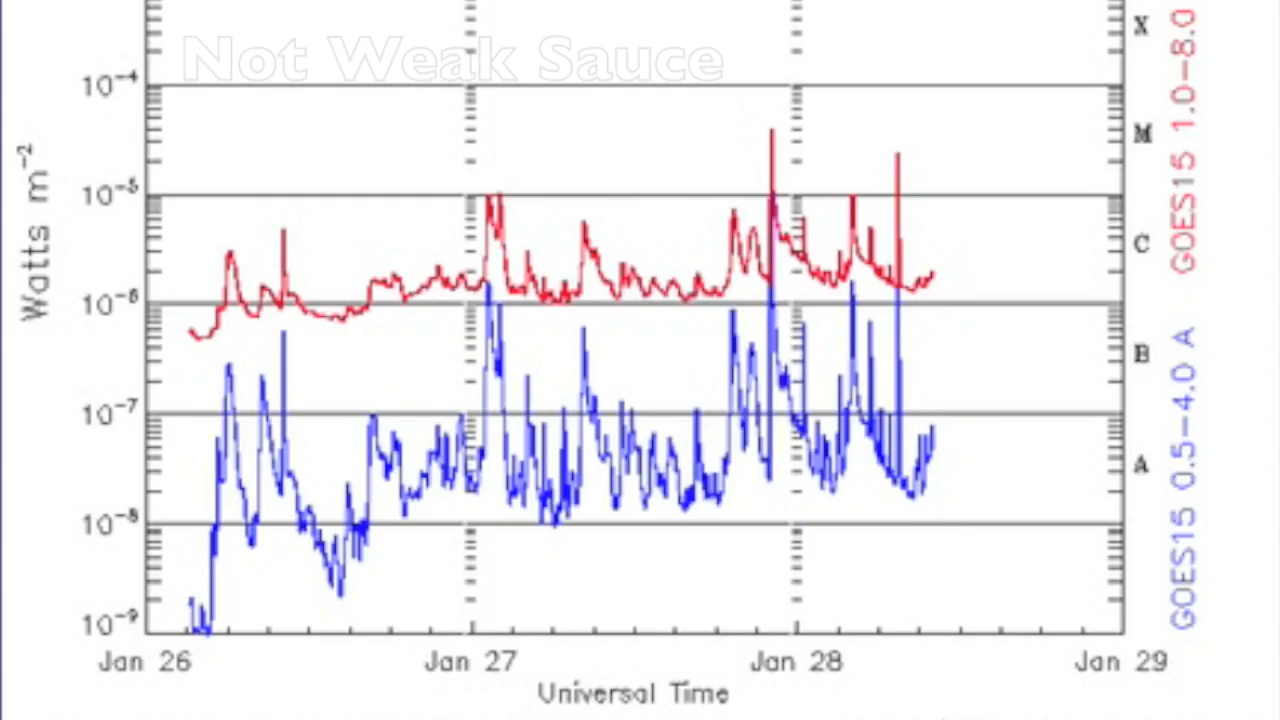 Not Weak Sauce
10⁻⁴
10⁻⁵
10⁻⁶
10⁻⁷
10⁻⁸
10⁻⁹
Watts m⁻²
X
M
C
B
A
GOES15 1.0–8.0
GOES15 0.5–4.0 A
Jan 26
Jan 27
Jan 28
Jan 29
Universal Time